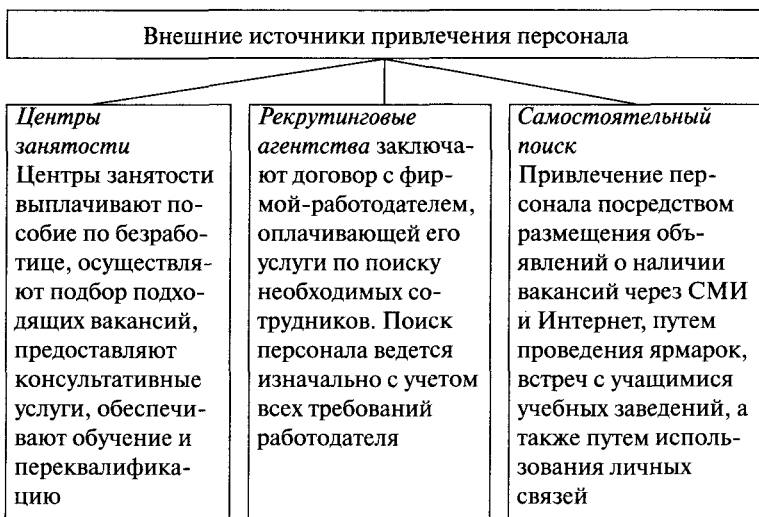 Внешние источники привлечения персонала
Центры
занятости
Центры занятости
выплачивают по-
собие по безрабо-
тице, осуществля-
ют подбор подхо-
дящих вакансий,
предоставляют
консультативные
услуги, обеспечи-
вают обучение и
переквалифика-
цию
Рекрутинговые
агентства заключа-
ют договор с фир-
мой-работодателем,
оплачивающей его
услуги по поиску
необходимых со-
трудников. Поиск
персонала ведется
изначально с учетом
всех требований
работодателя
Самостоятельный
поиск
Привлечение пер-
сонала посредством
размещения объ-
явлений о наличии
вакансий через СМИ
и Интернет, путем
проведения ярмарок,
встреч с учащимися
учебных заведений, а
также путем исполь-
зования личных
связей